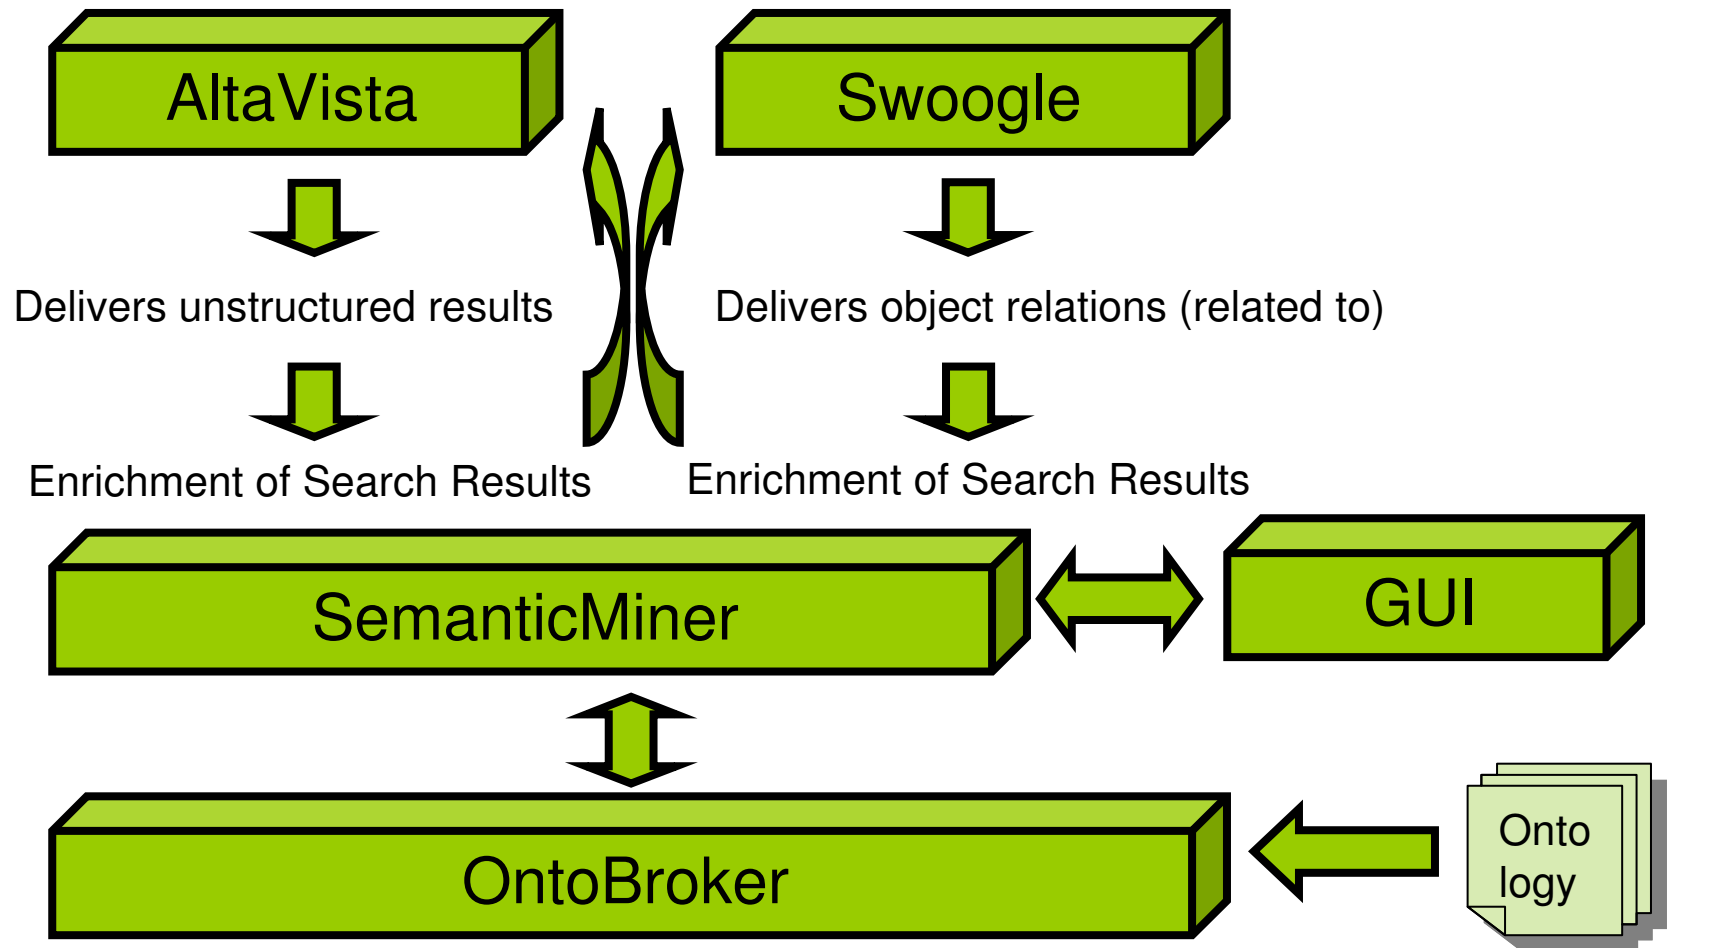 AltaVista
Swoogle
Delivers unstructured results
Delivers object relations (related to)
Enrichment of Search Results
Enrichment of Search Results
SemanticMiner
GUI
OntoBroker
Onto
logy